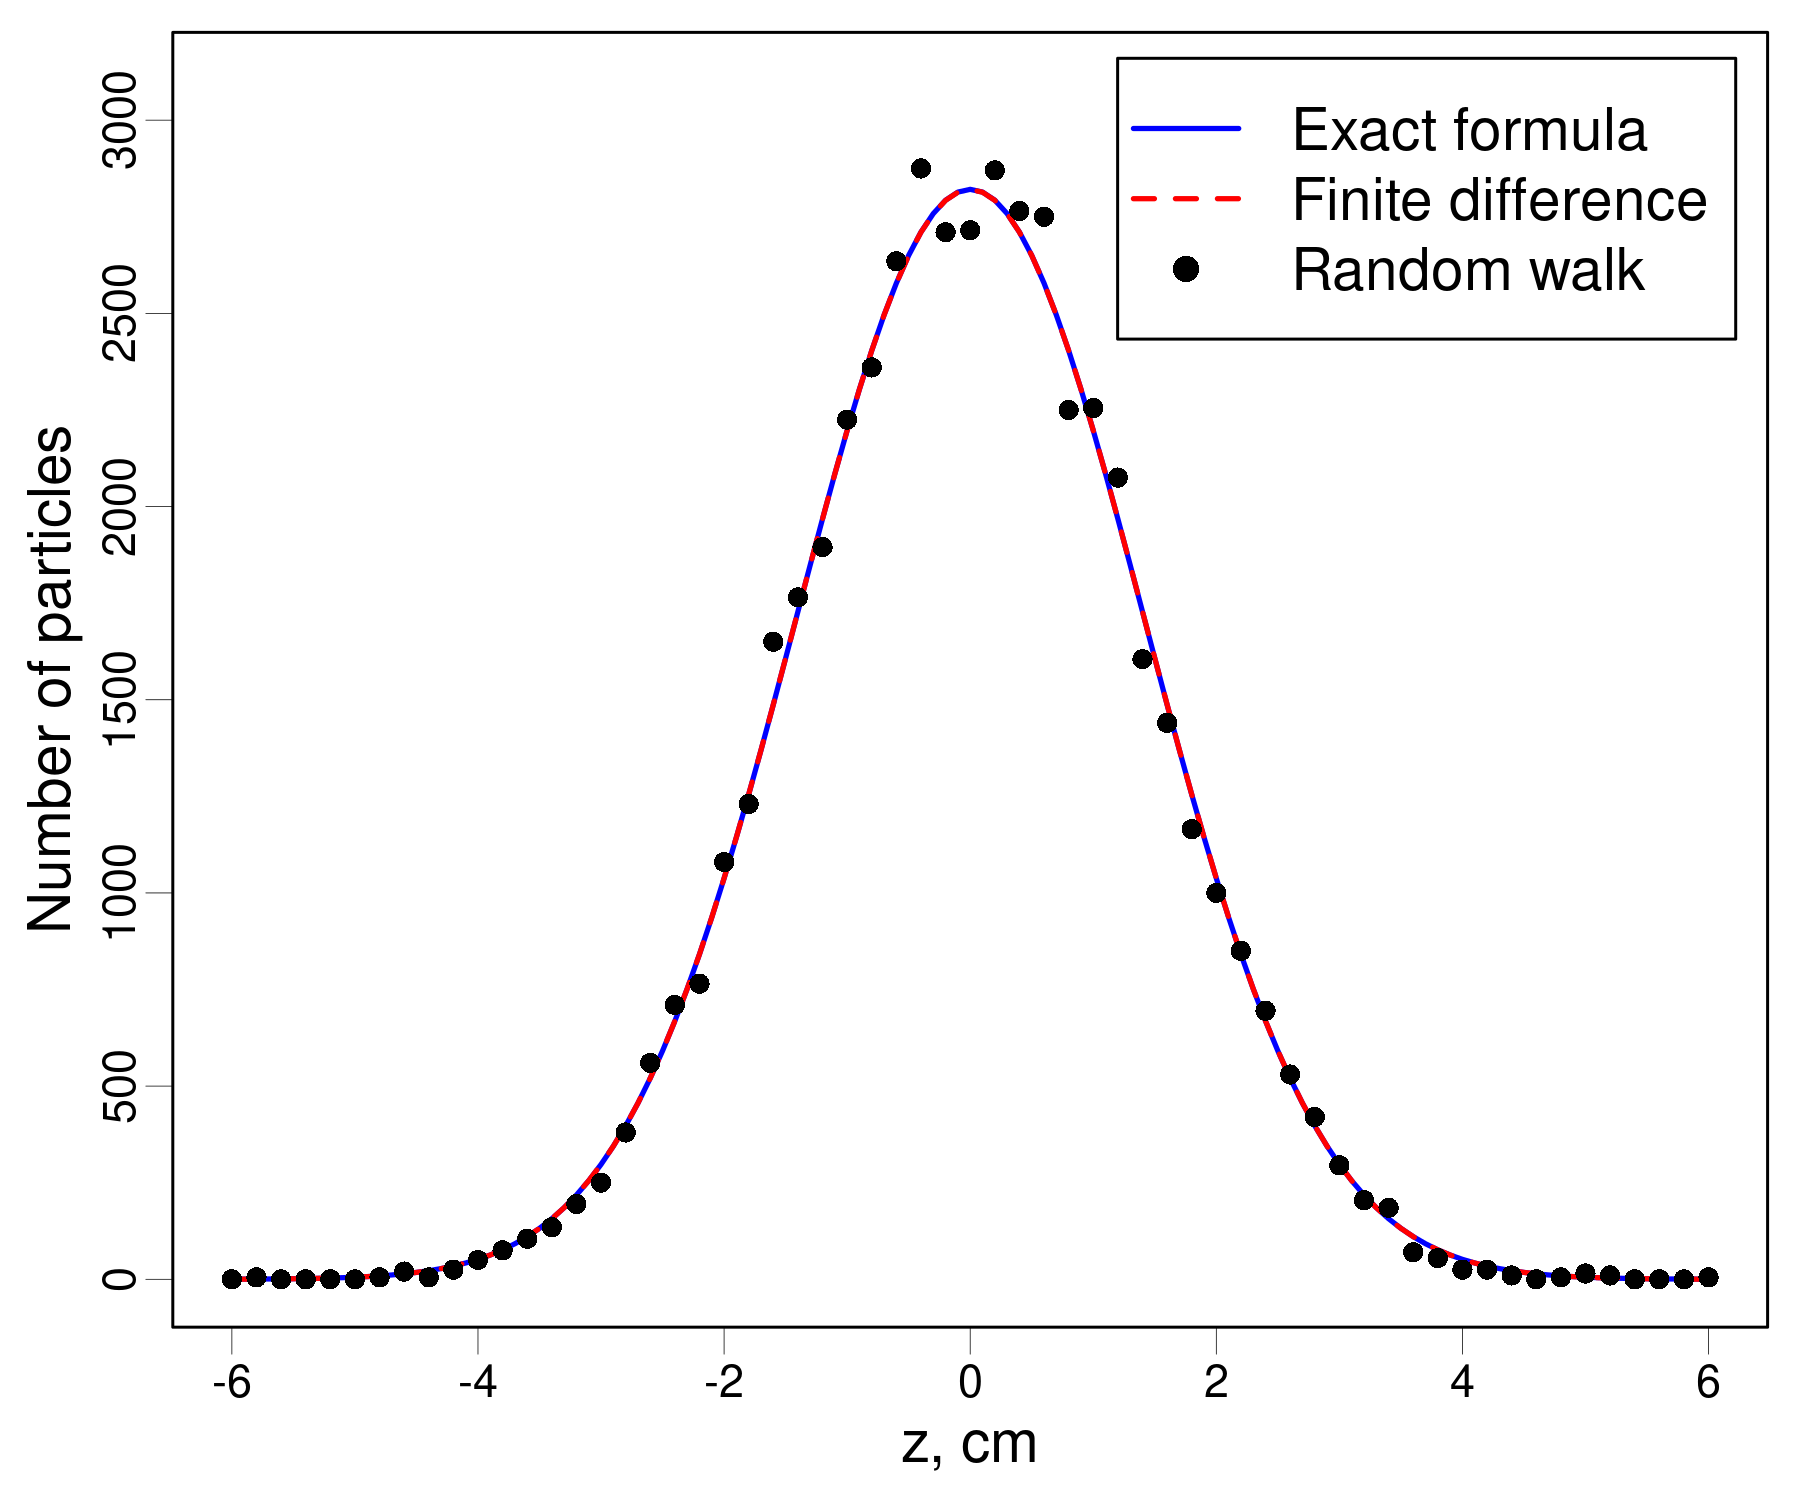 3000
2500
2000
1500
1000
500
0
Number of particles
Exact formula
Finite difference
Random walk
-6 -4 -2 0 2 4 6
z, cm